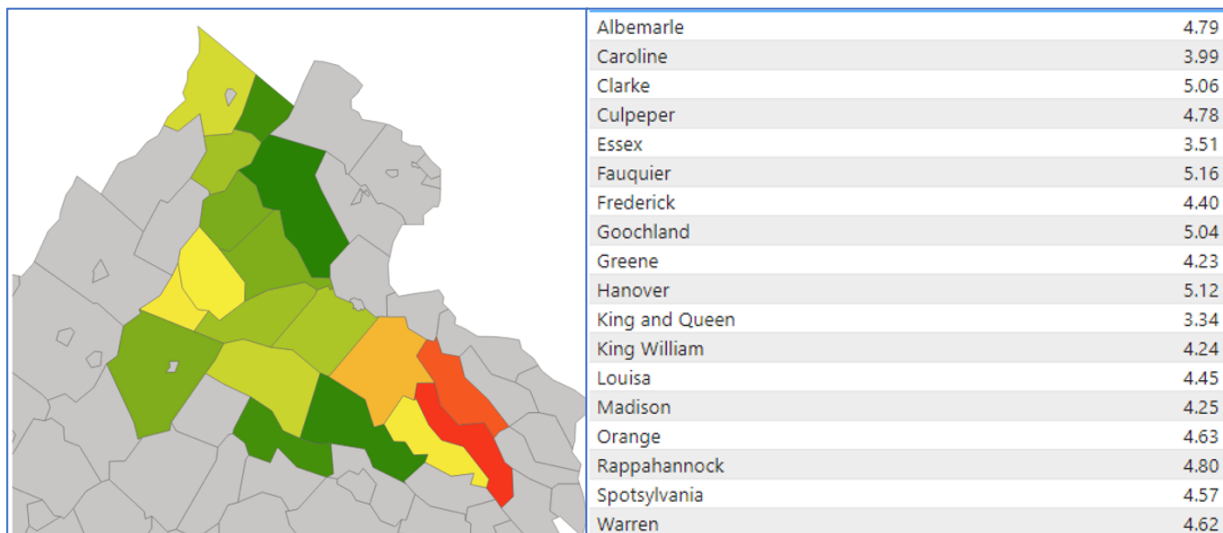 Albemarle 4.79
Caroline 3.99
Clarke 5.06
Culpeper 4.78
Essex 3.51
Fauquier 5.16
Frederick 4.40
Goochland 5.04
Greene 4.23
Hanover 5.12
King and Queen 3.34
King William 4.24
Louisa 4.45
Madison 4.25
Orange 4.63
Rappahannock 4.80
Spotsylvania 4.57
Warren 4.62